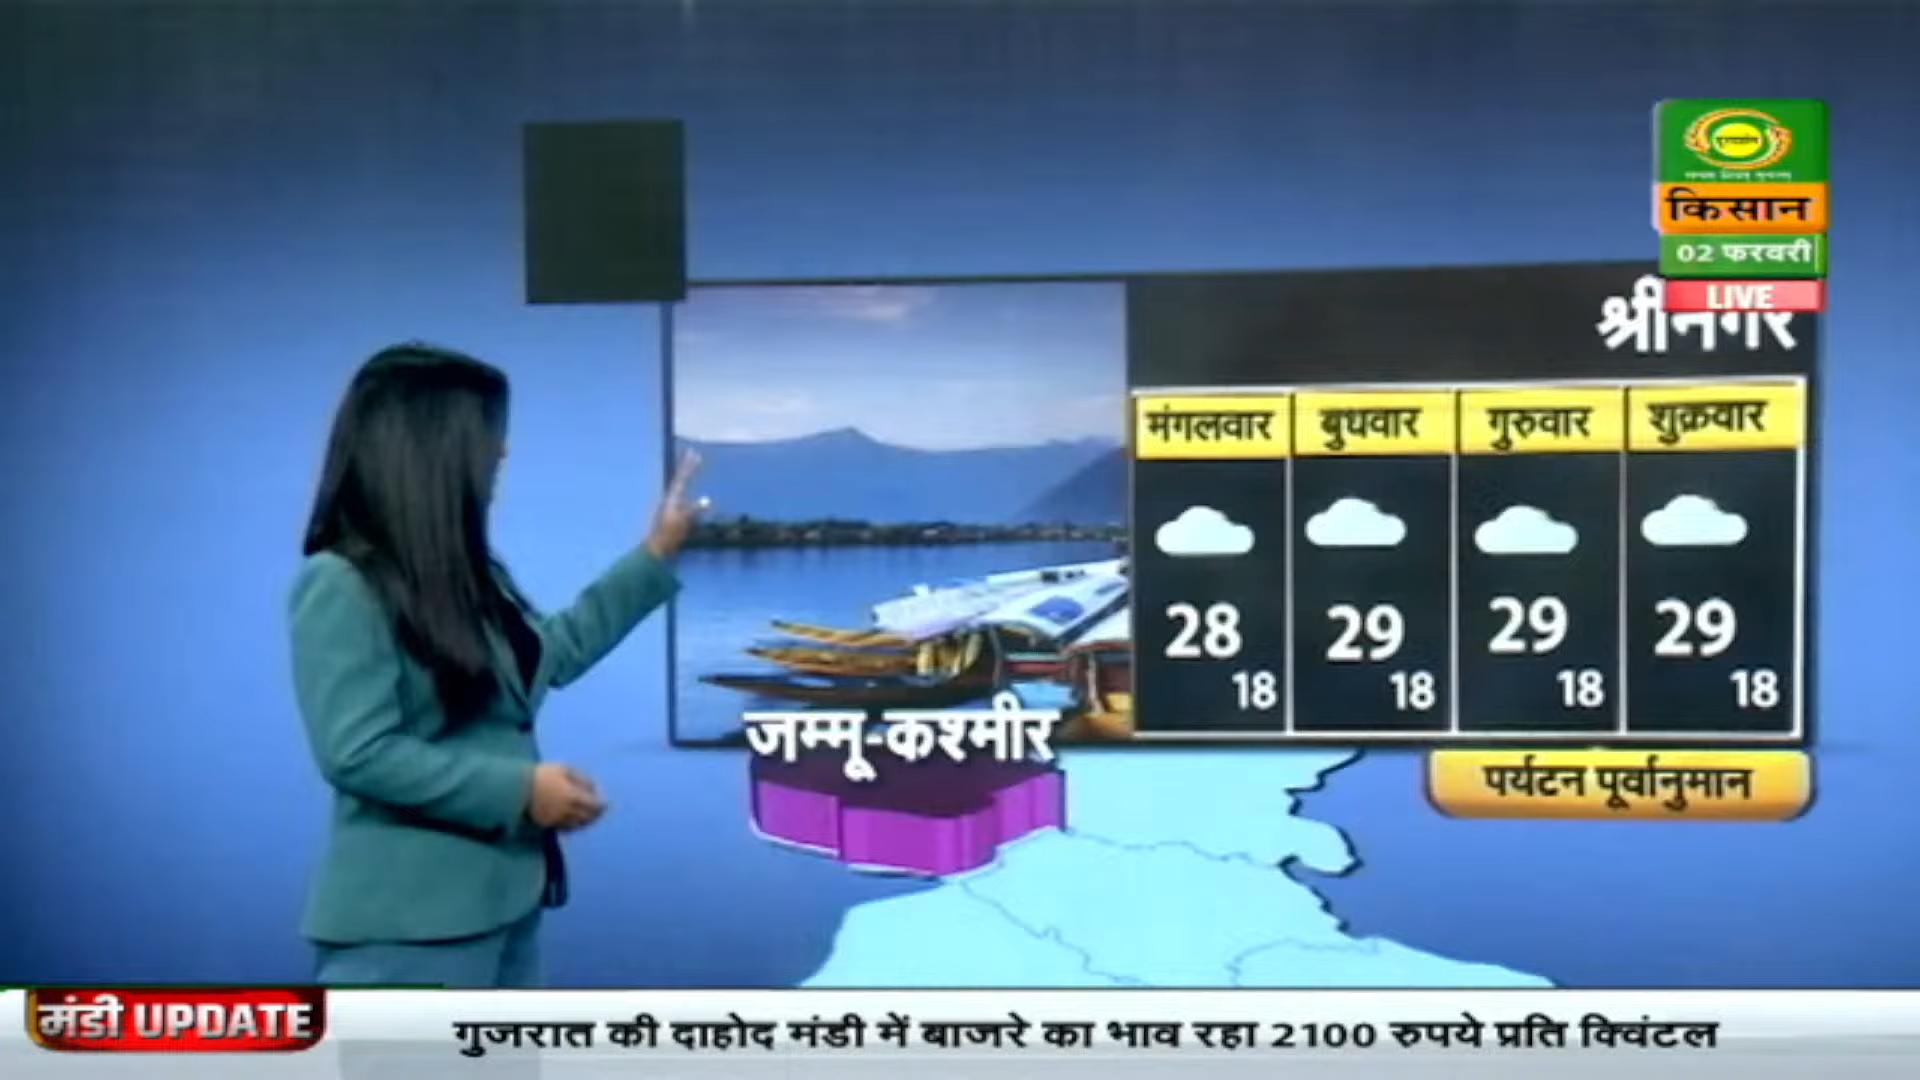 किसान
02 फरवरी
LIVE
श्रीनगर
मंगलवार बुधवार गुरुवार शुक्रवार
28 29 29 29
18 18 18 18
जम्मू-कश्मीर
पर्यटन पूर्वानुमान
मंडी UPDATE
गुजरात की दाहोद मंडी में बाजरे का भाव रहा 2100 रुपये प्रति क्विंटल